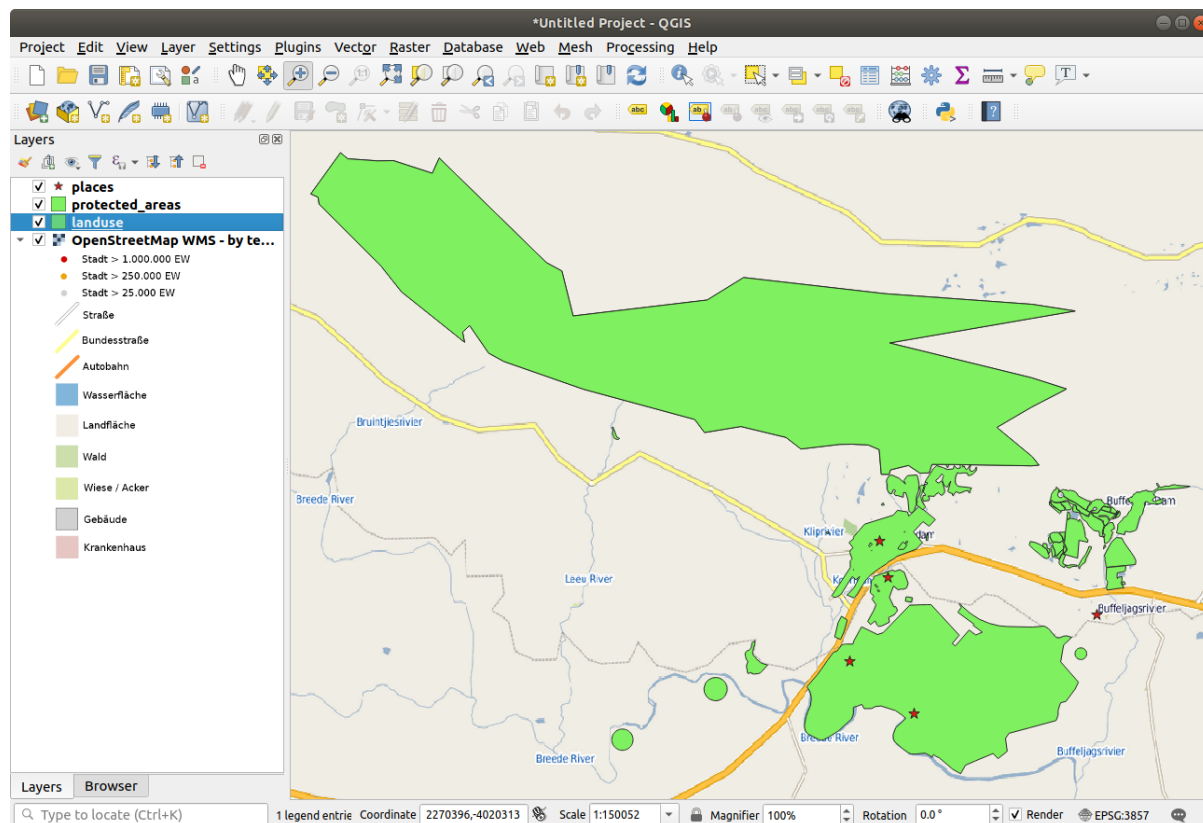 *Untitled Project - QGIS
Project Edit View Layer Settings Plugins Vector Raster Database Web Mesh Processing Help
Layers
places
protected_areas
landuse
OpenStreetMap WMS - by te...
Stadt > 1.000.000 EW
Stadt > 250.000 EW
Stadt > 25.000 EW
Straße
Bundesstraße
Autobahn
Wasserfläche
Landfläche
Wald
Wiese / Acker
Gebäude
Krankenhaus
Bruintjiesrivier
Breede River
Kliprivier
Leeu River
Buffeljagsrivier
Breede River
Breede River
Buffeljagsrivier
Layers Browser
Type to locate (Ctrl+K) 1 legend entrie Coordinate 2270396,-4020313 Scale 1:150052 Magnifier 100% Rotation 0.0° Render EPSG:3857